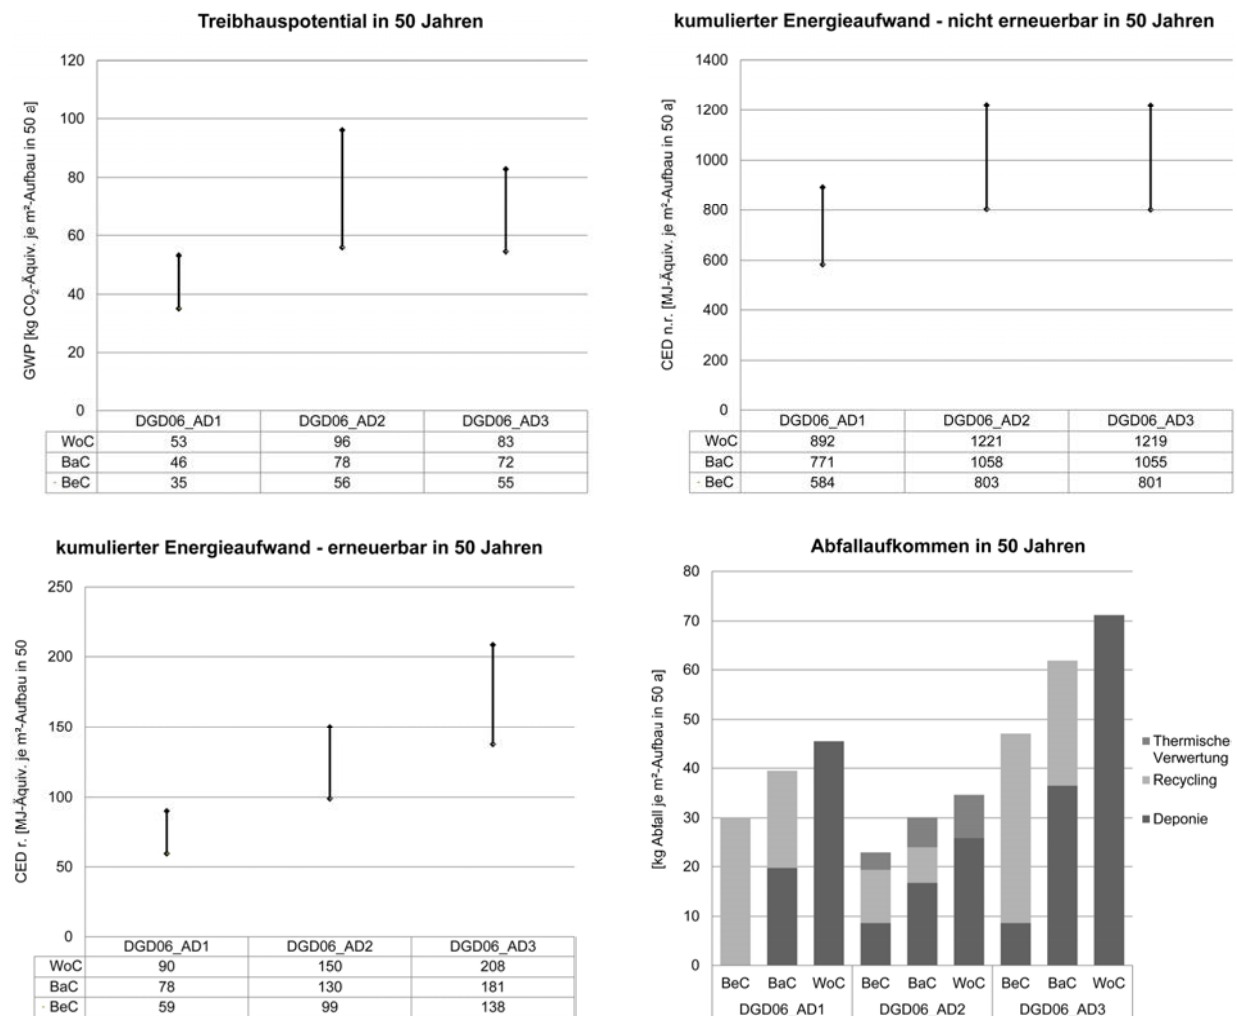 Treibhauspotential in 50 Jahren
GWP [kg CO₂-Äquiv. je m²-Aufbau in 50 a]
120
100
80
60
40
20
0
DGD06_AD1 DGD06_AD2 DGD06_AD3
WoC 53 96 83
BaC 46 78 72
BeC 35 56 55
kumulierter Energieaufwand - nicht erneuerbar in 50 Jahren
CED n.r. [MJ-Äquiv. je m²-Aufbau in 50 a]
1400
1200
1000
800
600
400
200
0
DGD06_AD1 DGD06_AD2 DGD06_AD3
WoC 892 1221 1219
BaC 771 1058 1055
BeC 584 803 801
kumulierter Energieaufwand - erneuerbar in 50 Jahren
CED r. [MJ-Äquiv. je m²-Aufbau in 50
250
200
150
100
50
0
DGD06_AD1 DGD06_AD2 DGD06_AD3
WoC 90 150 208
BaC 78 130 181
BeC 59 99 138
Abfallaufkommen in 50 Jahren
[kg Abfall je m²-Aufbau in 50 a]
80
70
60
50
40
30
20
10
0
BeC BaC WoC BeC BaC WoC BeC BaC WoC
DGD06_AD1 DGD06_AD2 DGD06_AD3
Thermische
Verwertung
Recycling
Deponie